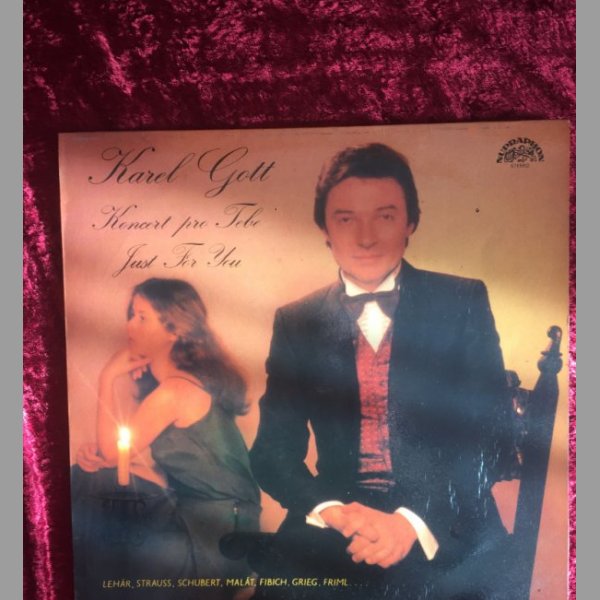 Karel Gott
Koncert pro Tebe
Just For You
SUPRAPHON
LEHÁR, STRAUSS, SCHUBERT, MALÁT, FIBICH, GRIEG, FRIML....